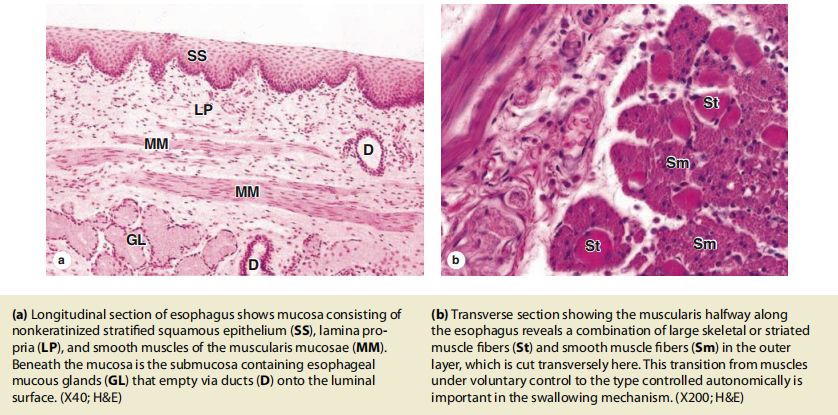 SS
LP
MM
D
MM
GL
D
a
St
Sm
St
Sm
b
(a) Longitudinal section of esophagus shows mucosa consisting of
nonkeratinized stratified squamous epithelium (SS), lamina pro-
pria (LP), and smooth muscles of the muscularis mucosae (MM).
Beneath the mucosa is the submucosa containing esophageal
mucous glands (GL) that empty via ducts (D) onto the luminal
surface. (X40; H&E)
(b) Transverse section showing the muscularis halfway along
the esophagus reveals a combination of large skeletal or striated
muscle fibers (St) and smooth muscle fibers (Sm) in the outer
layer, which is cut transversely here. This transition from muscles
under voluntary control to the type controlled autonomically is
important in the swallowing mechanism. (X200; H&E)